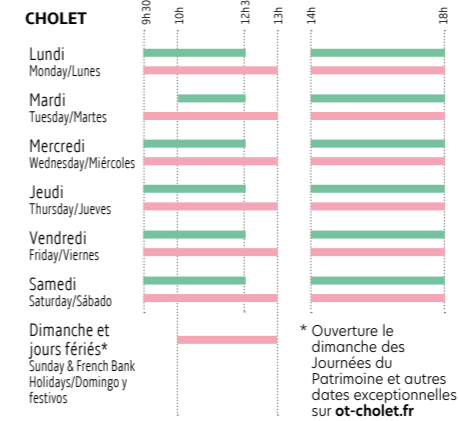 CHOLET
9h30
10h
12h3
13h
14h
18h
Lundi
Monday/Lunes
Mardi
Tuesday/Martes
Mercredi
Wednesday/Miércoles
Jeudi
Thursday/Jueves
Vendredi
Friday/Viernes
Samedi
Saturday/Sábado
Dimanche et
jours fériés*
Sunday & French Bank
Holidays/Domingo y
festivos
* Ouverture le
dimanche des
Journées du
Patrimoine et autres
dates exceptionnelles
sur ot-cholet.fr